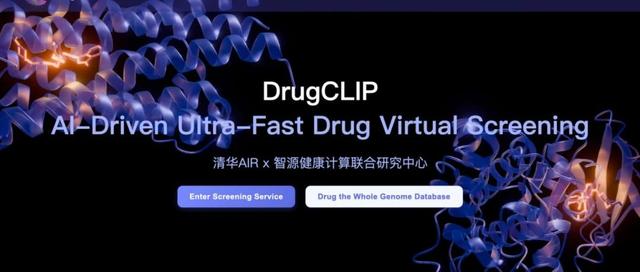 DrugCLIP
AI-Driven Ultra-Fast Drug Virtual Screening
清华AIR x 智源健康计算联合研究中心
Enter Screening Service
Drug the Whole Genome Database